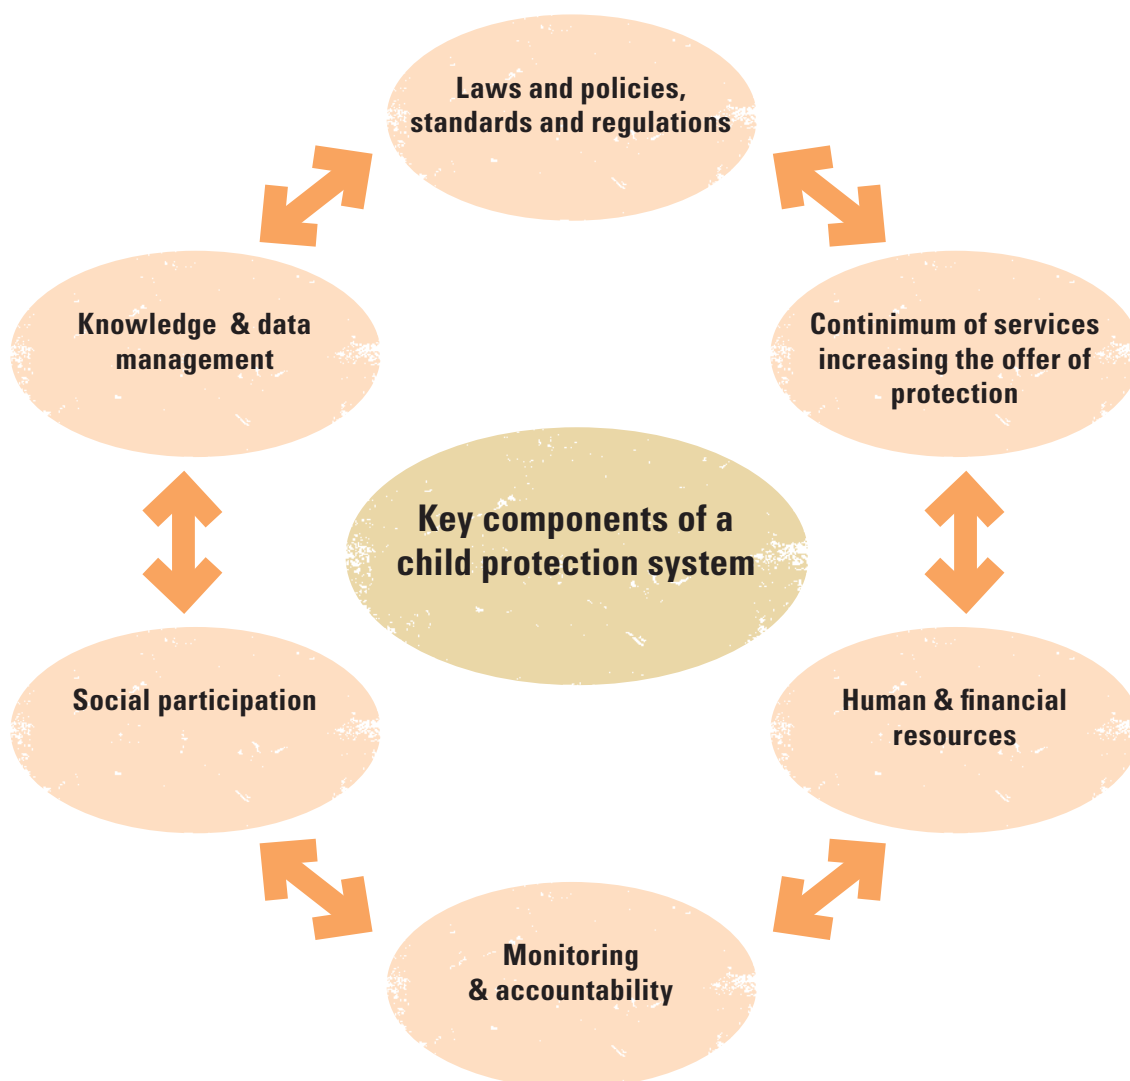 Laws and policies,
standards and regulations
Knowledge & data
management
Continimum of services
increasing the offer of
protection
Key components of a
child protection system
Social participation
Human & financial
resources
Monitoring
& accountability